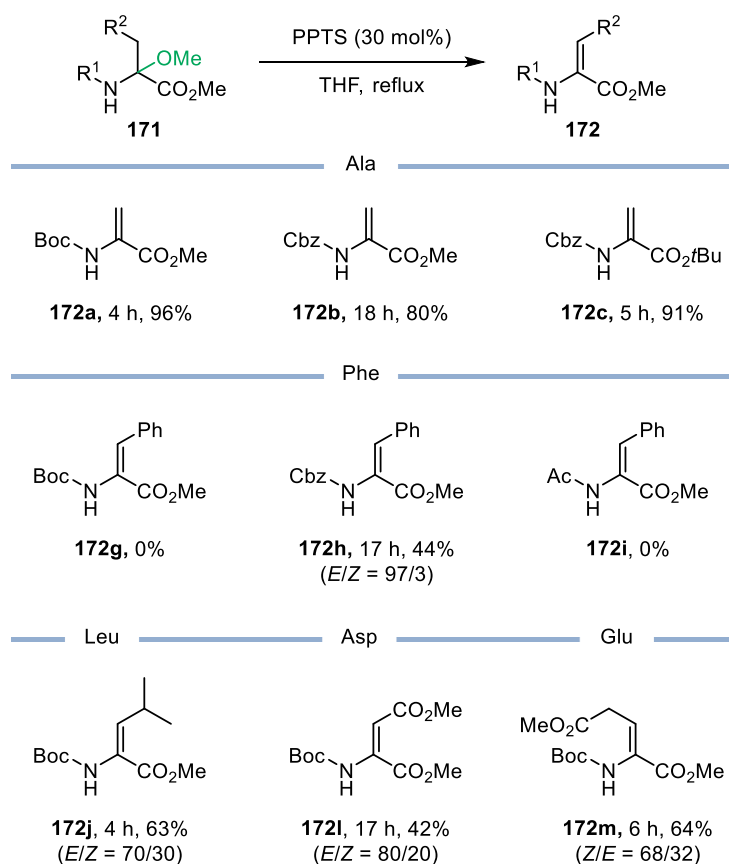 R² R²
OMe PPTS (30 mol%)
R¹ N H CO₂Me THF, reflux R¹ N H CO₂Me
171 172
Ala
Boc N H CO₂Me Cbz N H CO₂Me Cbz N H CO₂tBu
172a, 4 h, 96% 172b, 18 h, 80% 172c, 5 h, 91%
Phe
Ph Ph Ph
Boc N H CO₂Me Cbz N H CO₂Me Ac N H CO₂Me
172g, 0% 172h, 17 h, 44% 172i, 0%
(E/Z = 97/3)
Leu Asp Glu
CO₂Me MeO₂C
Boc N H CO₂Me Boc N H CO₂Me Boc N H CO₂Me
172j, 4 h, 63% 172l, 17 h, 42% 172m, 6 h, 64%
(E/Z = 70/30) (E/Z = 80/20) (Z/E = 68/32)